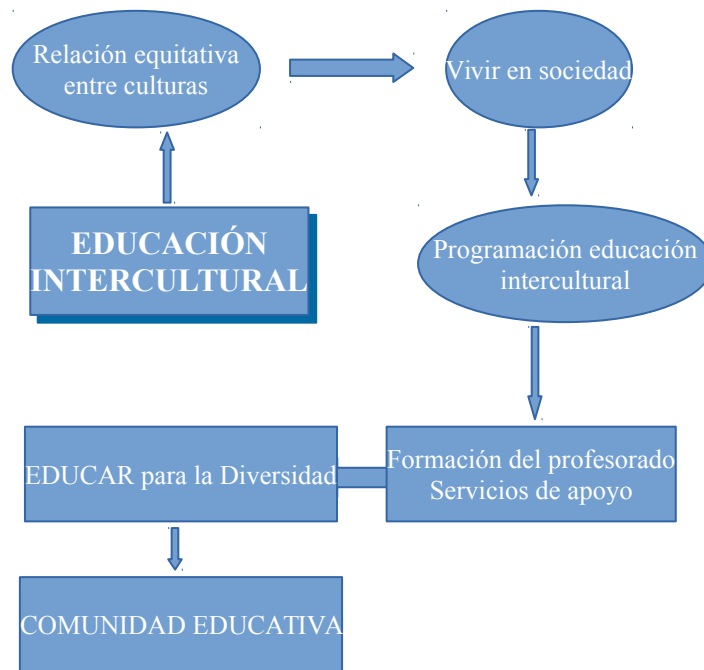 Relación equitativa
entre culturas
Vivir en sociedad
EDUCACIÓN
INTERCULTURAL
Programación educación
intercultural
EDUCAR para la Diversidad
Formación del profesorado
Servicios de apoyo
COMUNIDAD EDUCATIVA